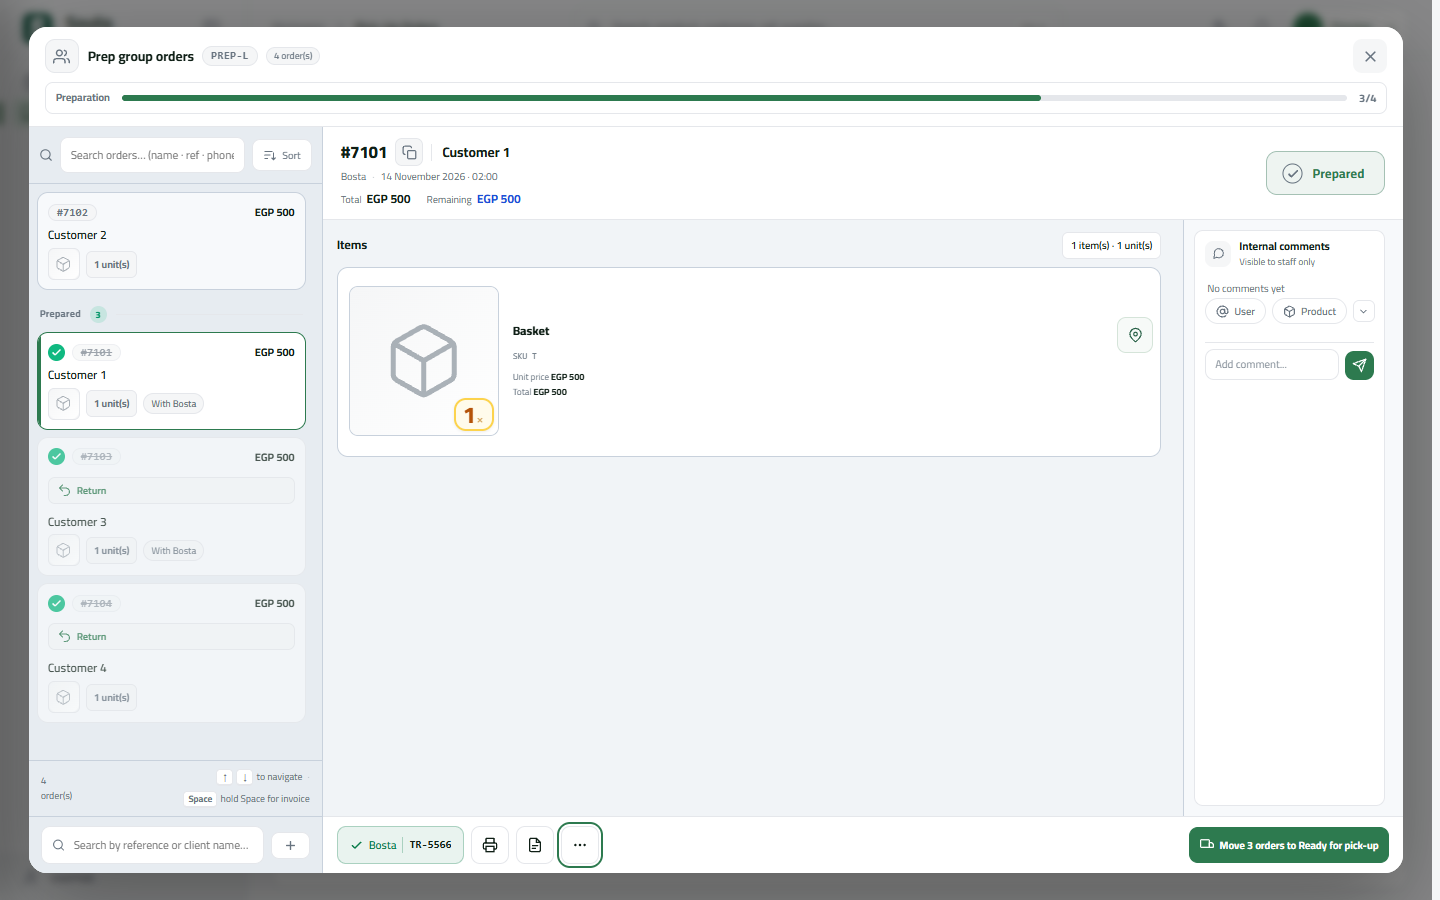 Prep group orders PREP-L 4 order(s)
Preparation 3/4
Search orders... (name · ref · phone Sort
#7102 EGP 500
Customer 2
1 unit(s)
Prepared 3
#7101 EGP 500
Customer 1
1 unit(s) With Bosta
#7103 EGP 500
Return
Customer 3
1 unit(s) With Bosta
#7104 EGP 500
Return
Customer 4
1 unit(s)
4
order(s)
↑ ↓ to navigate ·
Space hold Space for invoice
Search by reference or client name...
#7101 Customer 1
Bosta · 14 November 2026 · 02:00
Total EGP 500 Remaining EGP 500
Prepared
Items 1 item(s) · 1 unit(s)
1×
Basket
SKU T
Unit price EGP 500
Total EGP 500
Internal comments
Visible to staff only
No comments yet
User Product
Add comment...
Bosta TR-5566
Move 3 orders to Ready for pick-up